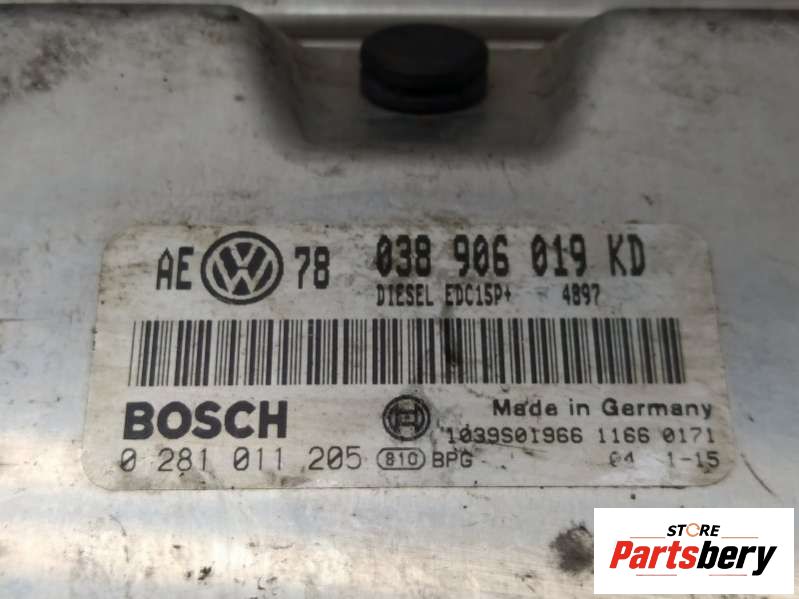 AE VW 78 038 906 019 KD
DIESEL EDC15P+ 4897
BOSCH
Made in Germany
1039S01966 1166 0171
0 281 011 205 810 BPG 1-15
STORE
Partsbery